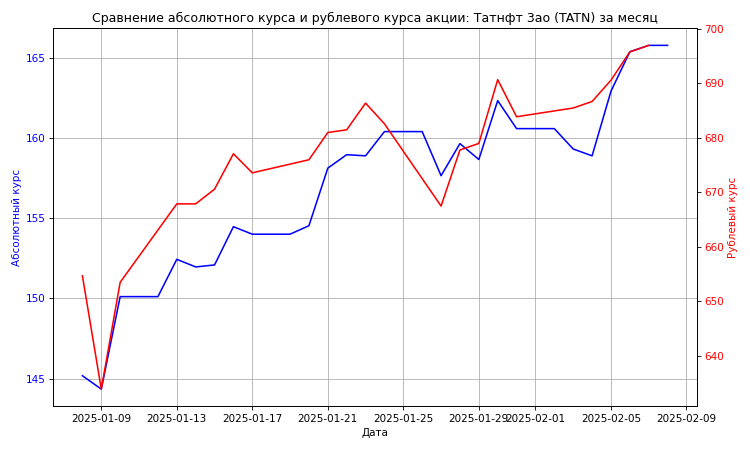 Сравнение абсолютного курса и рублевого курса акции: Татнфт 3ао (TATN) за месяц
700
165
690
160
680
Абсолютный курс
670
Рублевый курс
155
660
150
650
640
145
2025-01-09 2025-01-13 2025-01-17 2025-01-21 2025-01-25 2025-01-29 2025-02-01 2025-02-05 2025-02-09
Дата